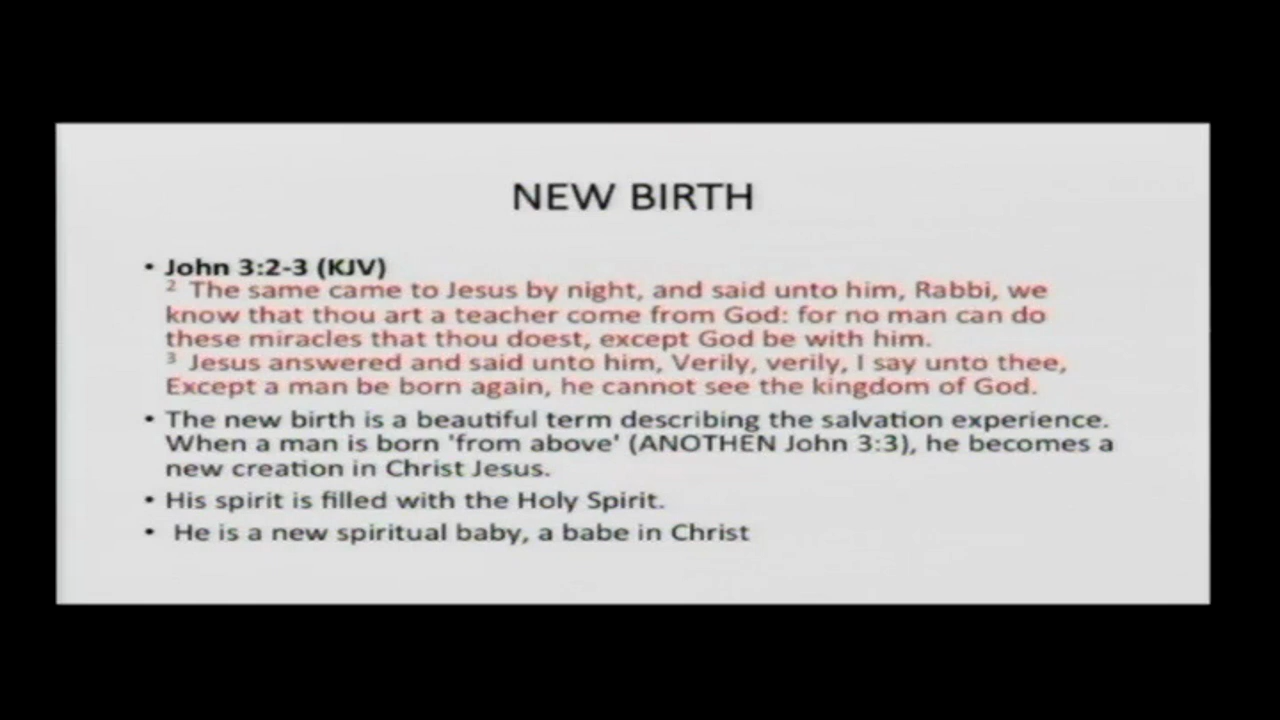 NEW BIRTH
• John 3:2-3 (KJV)
2 The same came to Jesus by night, and said unto him, Rabbi, we
know that thou art a teacher come from God: for no man can do
these miracles that thou doest, except God be with him.
3 Jesus answered and said unto him, Verily, verily, I say unto thee,
Except a man be born again, he cannot see the kingdom of God.
• The new birth is a beautiful term describing the salvation experience.
When a man is born 'from above' (ANOTHEN John 3:3), he becomes a
new creation in Christ Jesus.
• His spirit is filled with the Holy Spirit.
• He is a new spiritual baby, a babe in Christ